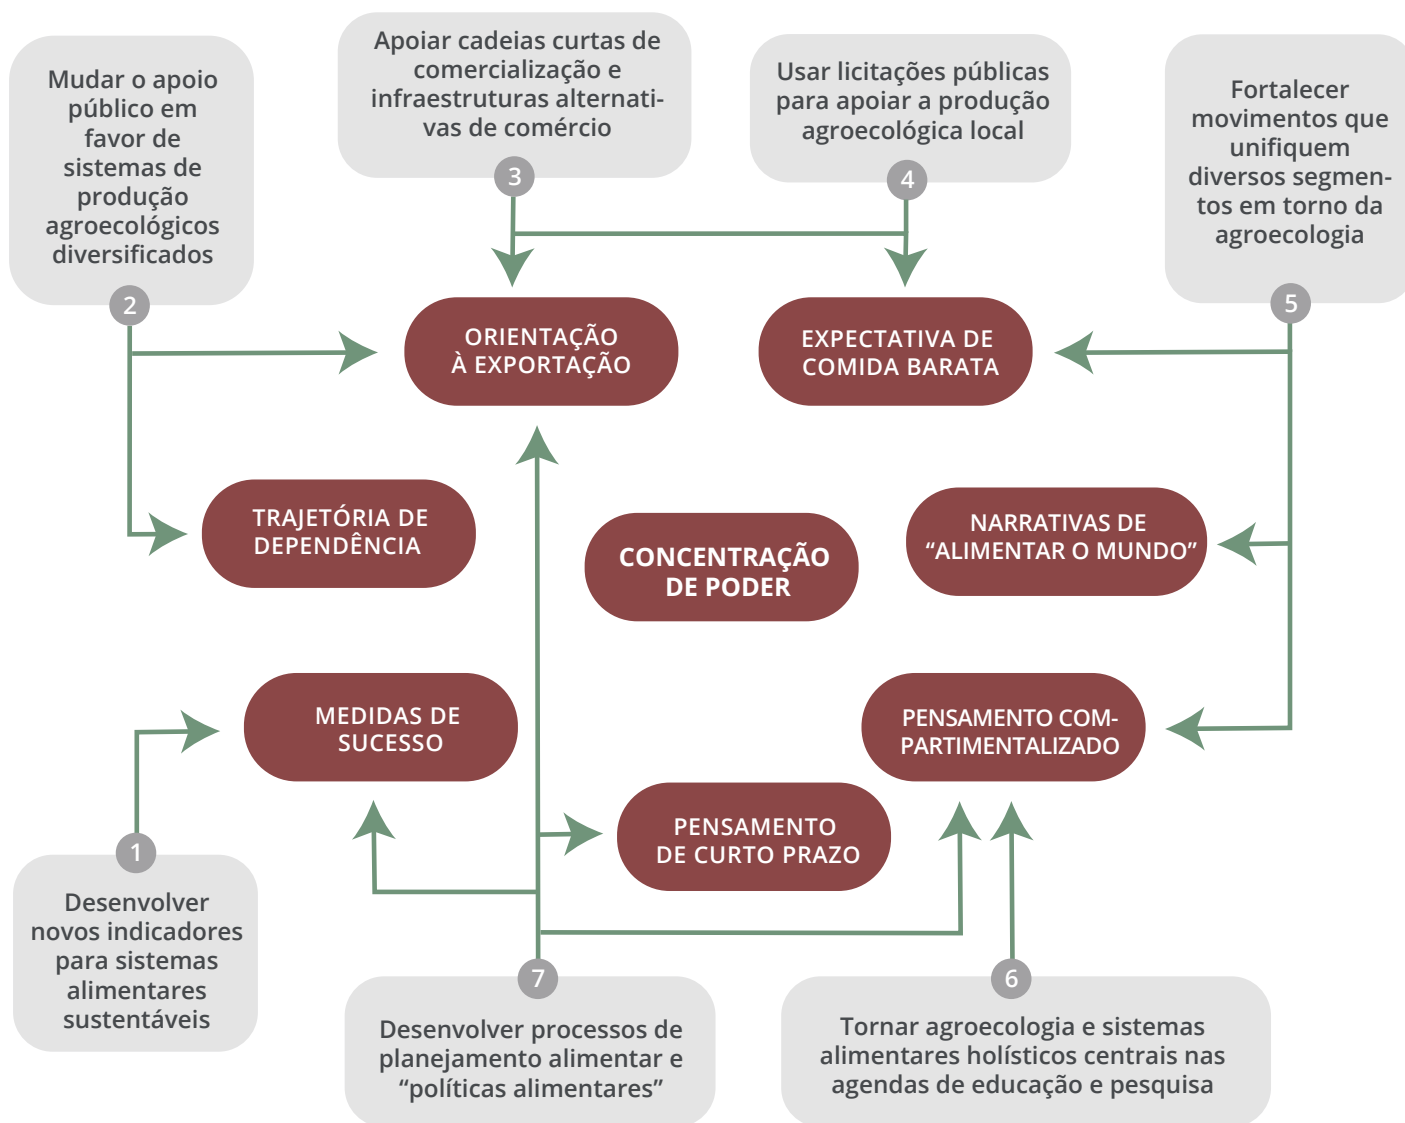 Mudar o apoio
público em
favor de
sistemas de
produção
agroecológicos
diversificados
2
Apoiar cadeias curtas de
comercialização e
infraestruturas alternati-
vas de comércio
3
Usar licitações públicas
para apoiar a produção
agroecológica local
4
Fortalecer
movimentos que
unifiquem
diversos segmen-
tos em torno da
agroecologia
5
ORIENTAÇÃO
À EXPORTAÇÃO
EXPECTATIVA DE
COMIDA BARATA
TRAJETÓRIA DE
DEPENDÊNCIA
CONCENTRAÇÃO
DE PODER
NARRATIVAS DE
“ALIMENTAR O MUNDO”
MEDIDAS DE
SUCESSO
PENSAMENTO COM-
PARTIMENTALIZADO
PENSAMENTO
DE CURTO PRAZO
1
Desenvolver
novos indicadores
para sistemas
alimentares
sustentáveis
7
Desenvolver processos de
planejamento alimentar e
“políticas alimentares”
6
Tornar agroecologia e sistemas
alimentares holísticos centrais nas
agendas de educação e pesquisa